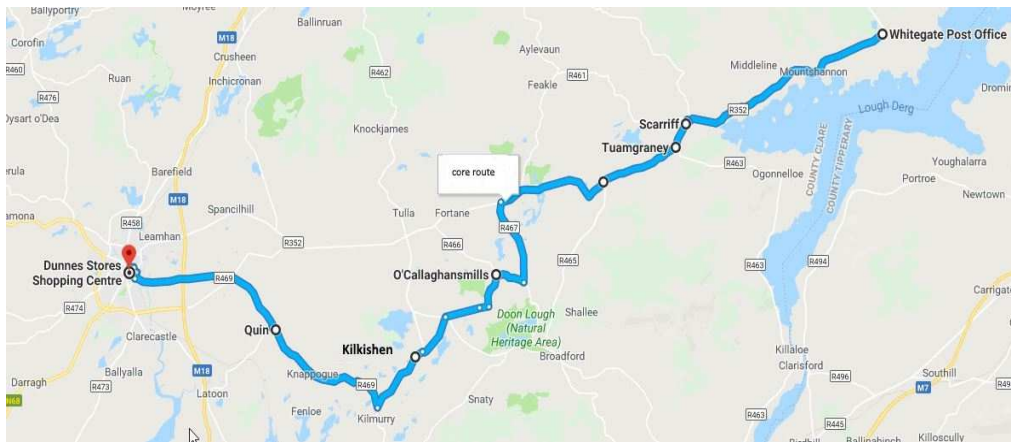 Ballyportry
Moyree
Ballinruan
Corofin
M18
Crusheen
R460
Aylevaun
Whitegate Post Office
Middleline
Mountshannon
Ruan
R462
R461
Inchicronan
Feakle
R476
R352
Lough Derg
Dysart o'Dea
Knockjames
Scarriff
Tuamgraney
COUNTY CLARE
COUNTY TIPPERARY
Barefield
core route
R463
Youghalarra
Ogonnelloe
Portroe
M18
Newtown
R458
Spancilhill
Tulla
Fortane
Learnhan
R352
R466
R467
Dunnes Stores
Shopping Centre
R469
O'Callaghansmills
R465
R463
R494
R474
Doon Lough
(Natural
Heritage Area)
Shallee
Clarecastle
Quin
Kilkishen
Broadford
Killaloe
Clarisford
Ballyalla
Knappogue
R469
M18
R496
Southill
Darragh
R473
Latoon
Snaty
M7
N68
Fenloe
Kilmurry
R463
R445
Ballinahinch